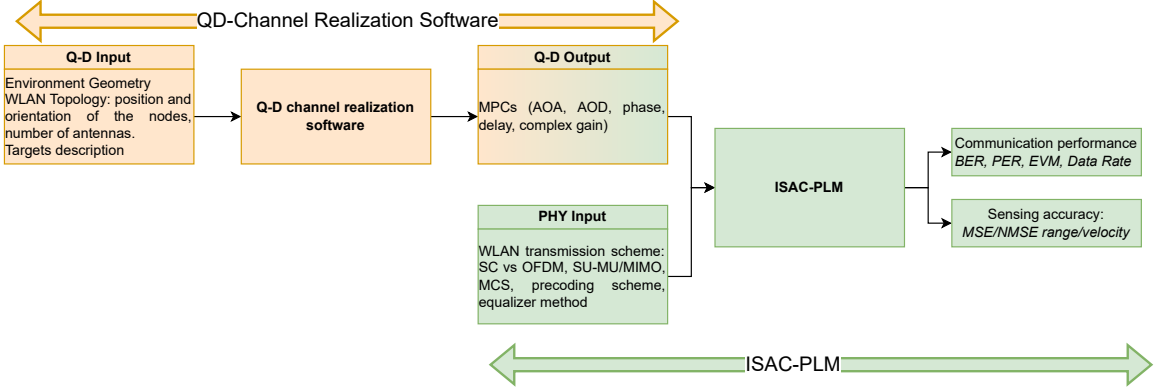 QD-Channel Realization Software
Q-D Input
Environment Geometry
WLAN Topology: position and
orientation of the nodes,
number of antennas.
Targets description
Q-D channel realization
software
Q-D Output
MPCs (AOA, AOD, phase,
delay, complex gain)
PHY Input
WLAN transmission scheme:
SC vs OFDM, SU-MU/MIMO,
MCS, precoding scheme,
equalizer method
ISAC-PLM
Communication performance
BER, PER, EVM, Data Rate
Sensing accuracy:
MSE/NMSE range/velocity
ISAC-PLM